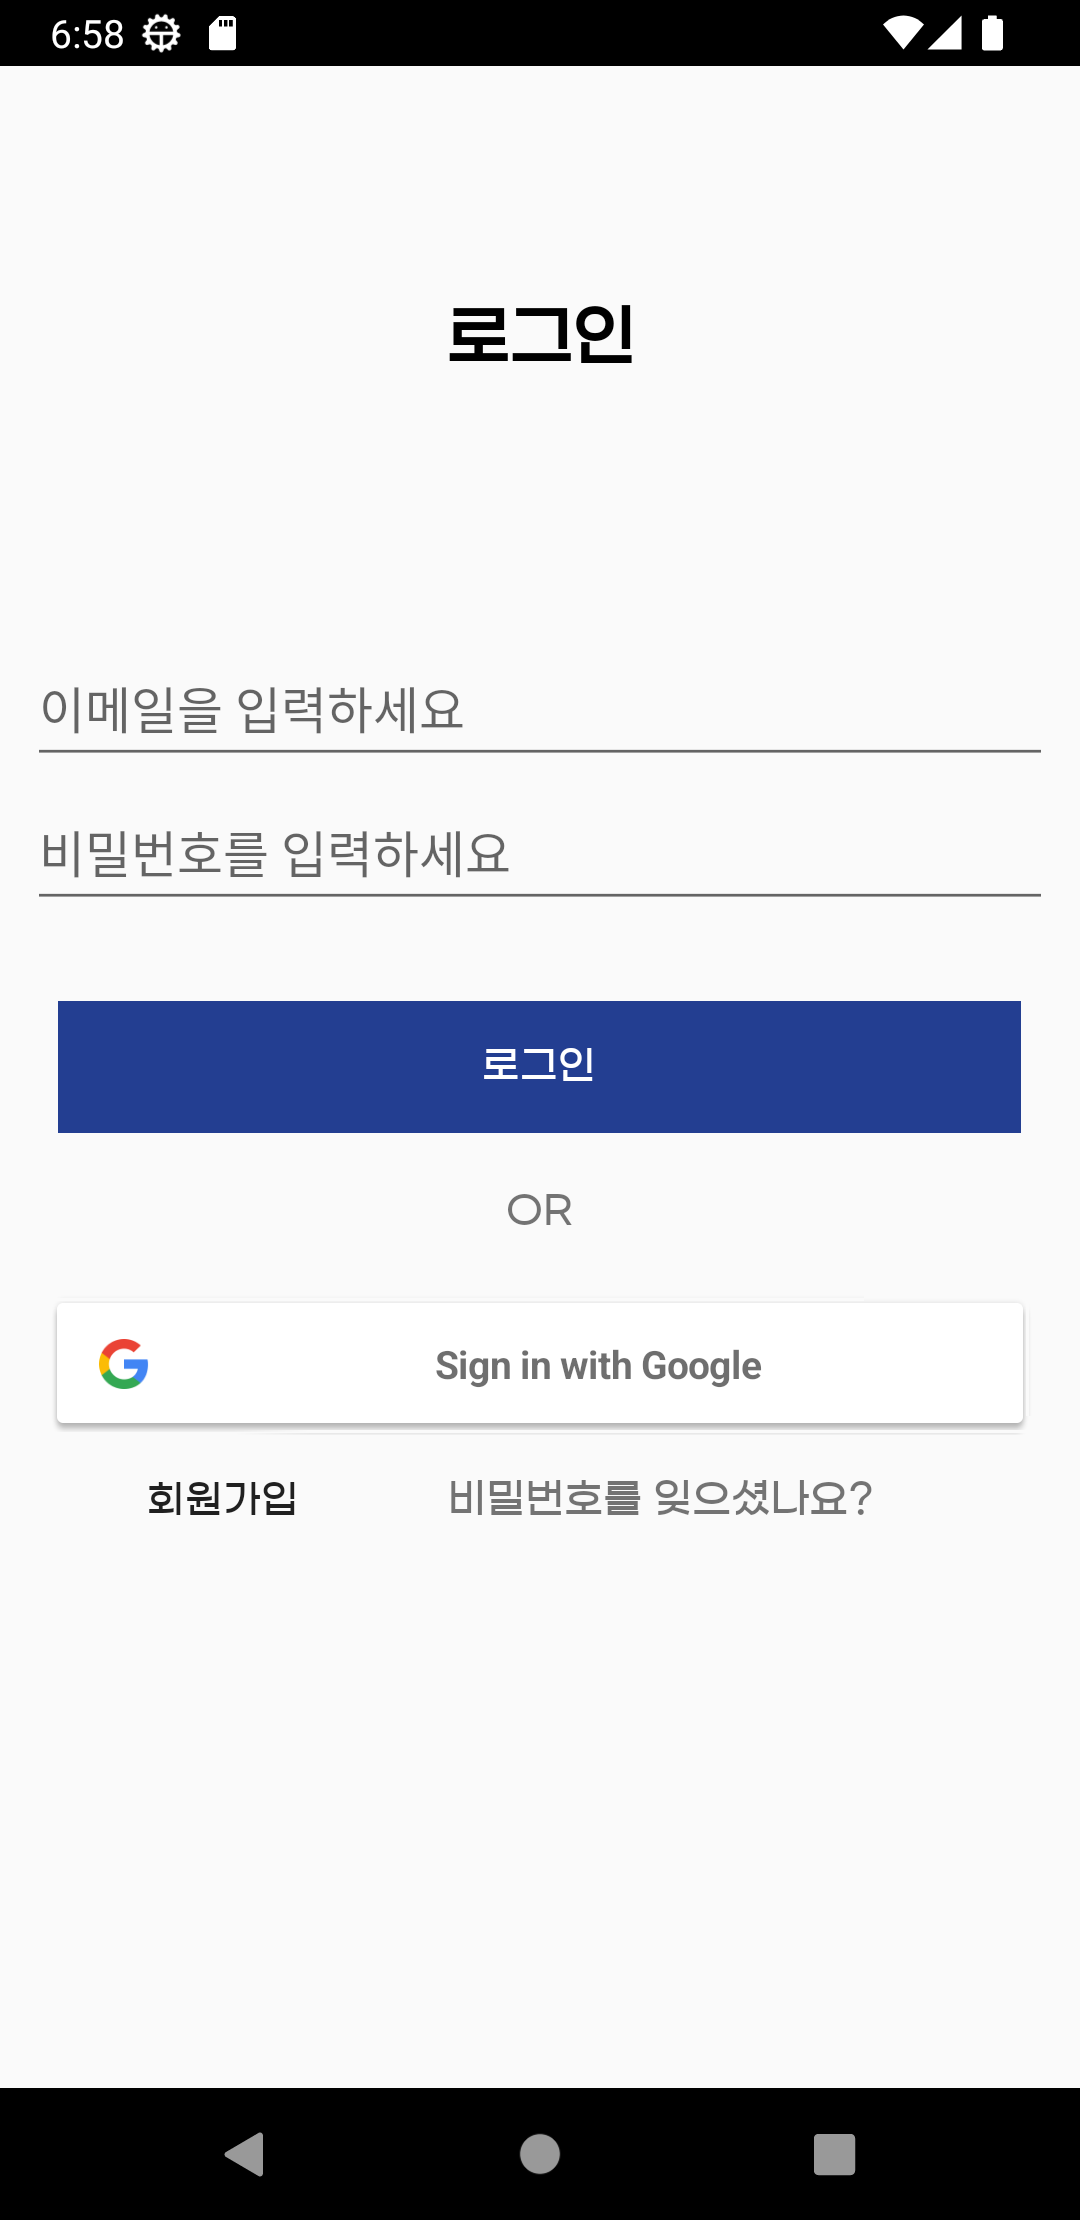 6:58
로그인
이메일을 입력하세요
비밀번호를 입력하세요
로그인
OR
Sign in with Google
회원가입 비밀번호를 잊으셨나요?